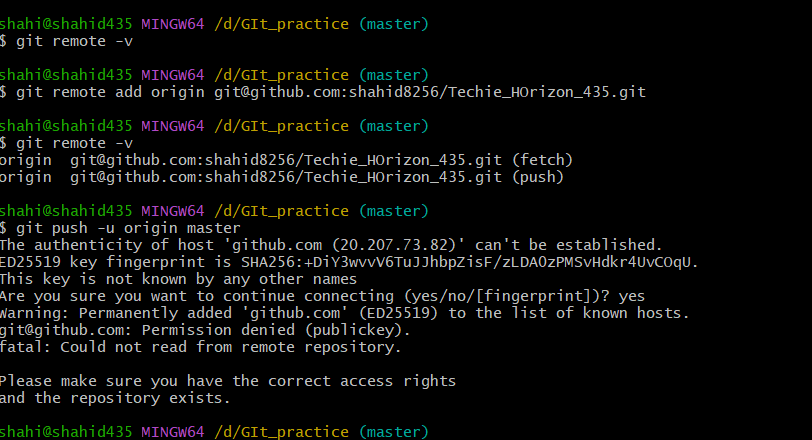 shahi@shahid435 MINGW64 /d/GIt_practice (master)
$ git remote -v
shahi@shahid435 MINGW64 /d/GIt_practice (master)
$ git remote add origin git@github.com:shahid8256/Techie_HOrizon_435.git
shahi@shahid435 MINGW64 /d/GIt_practice (master)
$ git remote -v
origin  git@github.com:shahid8256/Techie_HOrizon_435.git (fetch)
origin  git@github.com:shahid8256/Techie_HOrizon_435.git (push)
shahi@shahid435 MINGW64 /d/GIt_practice (master)
$ git push -u origin master
The authenticity of host 'github.com (20.207.73.82)' can't be established.
ED25519 key fingerprint is SHA256:+DiY3wvvV6TuJJhbpZisF/zLDA0zPMSvHdkr4UvCOqU.
This key is not known by any other names
Are you sure you want to continue connecting (yes/no/[fingerprint])? yes
Warning: Permanently added 'github.com' (ED25519) to the list of known hosts.
git@github.com: Permission denied (publickey).
fatal: Could not read from remote repository.
Please make sure you have the correct access rights
and the repository exists.
shahi@shahid435 MINGW64 /d/GIt_practice (master)